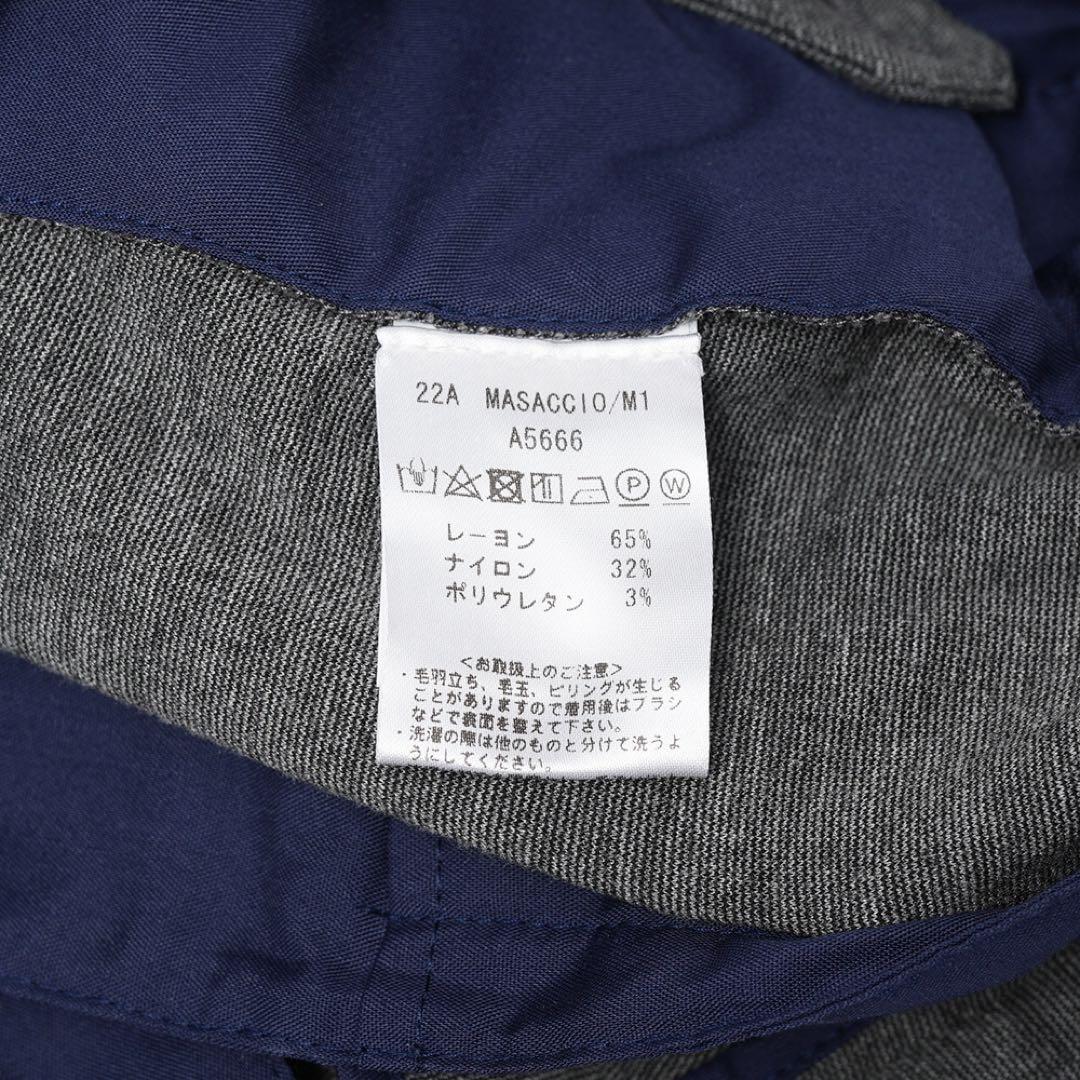 22A MASACCIO/M1
A5666
P W
レーヨン 65%
ナイロン 32%
ポリウレタン 3%
<お取扱上のご注意>
・毛羽立ち、毛玉、ピリングが生じる
ことがありますので着用後はブラシ
などで表面を整えて下さい。
・洗濯の際は他のものと分けて洗うよ
うにしてください。